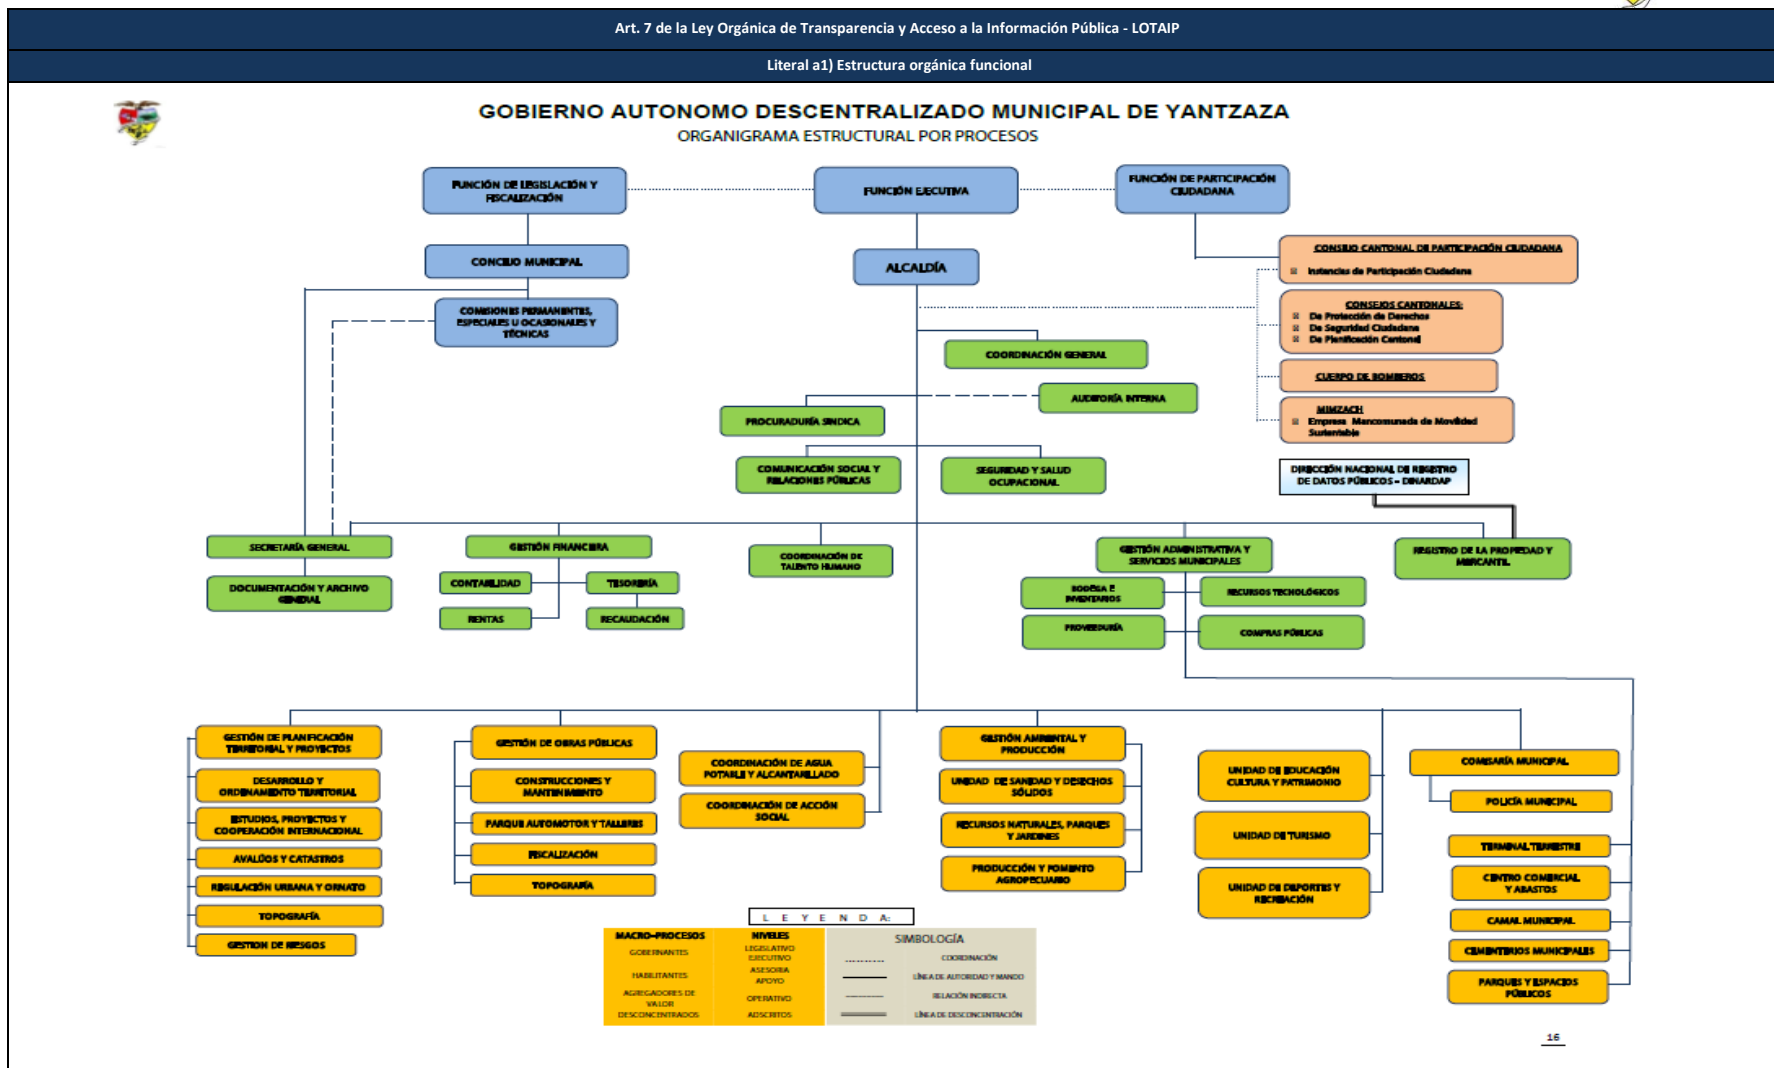 Art. 7 de la Ley Orgánica de Transparencia y Acceso a la Información Pública - LOTAIP
Literal a1) Estructura orgánica funcional
GOBIERNO AUTONOMO DESCENTRALIZADO MUNICIPAL DE YANTZAZA
ORGANIGRAMA ESTRUCTURAL POR PROCESOS
FUNCIÓN DE LEGISLACIÓN Y
FISCALIZACIÓN
FUNCIÓN EJECUTIVA
FUNCIÓN DE PARTICIPACIÓN
CIUDADANA
CONCEJO MUNICIPAL
ALCALDÍA
CONSEJO CANTONAL DE PARTICIPACIÓN CIUDADANA
Instancias de Participación Ciudadana
COMISIONES PERMANENTES,
ESPECIALES U OCASIONALES Y
TÉCNICAS
CONSEJOS CANTONALES:
De Protección de Derechos
De Seguridad Ciudadana
De Planificación Cantonal
COORDINACIÓN GENERAL
CUERPO DE BOMBEROS
AUDITORÍA INTERNA
PROCURADURÍA SINDICA
MIMZACH
Empresa Mancomunada de Movilidad
Sustentable
COMUNICACIÓN SOCIAL Y
RELACIONES PÚBLICAS
SEGURIDAD Y SALUD
OCUPACIONAL
DIRECCIÓN NACIONAL DE REGISTRO
DE DATOS PÚBLICOS – DINARDAP
SECRETARÍA GENERAL
GESTIÓN FINANCIERA
COORDINACIÓN DE
TALENTO HUMANO
GESTIÓN ADMINISTRATIVA Y
SERVICIOS MUNICIPALES
REGISTRO DE LA PROPIEDAD Y
MERCANTIL
DOCUMENTACIÓN Y ARCHIVO
GENERAL
CONTABILIDAD
TESORERÍA
RENTAS
RECAUDACIÓN
BODEGA E
INVENTARIOS
RECURSOS TECNOLÓGICOS
PROVEEDURÍA
COMPRAS PÚBLICAS
GESTIÓN DE PLANIFICACIÓN
TERRITORIAL Y PROYECTOS
DESARROLLO Y
ORDENAMIENTO TERRITORIAL
ESTUDIOS, PROYECTOS Y
COOPERACIÓN INTERNACIONAL
AVALÚOS Y CATASTROS
REGULACIÓN URBANA Y ORNATO
TOPOGRAFÍA
GESTION DE RIESGOS
GESTIÓN DE OBRAS PÚBLICAS
CONSTRUCCIONES Y
MANTENIMIENTO
PARQUE AUTOMOTOR Y TALLERES
FISCALIZACIÓN
TOPOGRAFÍA
COORDINACIÓN DE AGUA
POTABLE Y ALCANTARILLADO
COORDINACIÓN DE ACCIÓN
SOCIAL
GESTIÓN AMBIENTAL Y
PRODUCCIÓN
UNIDAD DE SANIDAD Y DESECHOS
SÓLIDOS
RECURSOS NATURALES, PARQUES
Y JARDINES
PRODUCCIÓN Y FOMENTO
AGROPECUARIO
UNIDAD DE EDUCACIÓN
CULTURA Y PATRIMONIO
UNIDAD DE TURISMO
UNIDAD DE DEPORTES Y
RECREACIÓN
COMISARÍA MUNICIPAL
POLICÍA MUNICIPAL
TERMINAL TERRESTRE
CENTRO COMERCIAL
Y ABASTOS
CAMAL MUNICIPAL
CEMENTERIOS MUNICIPALES
PARQUES Y ESPACIOS
PÚBLICOS
L E Y E N D A:
MACRO–PROCESOS
NIVELES
SIMBOLOGÍA
GOBERNANTES
LEGISLATIVO
EJECUTIVO
COORDINACIÓN
HABILITANTES
ASESORIA
APOYO
LÍNEA DE AUTORIDAD Y MANDO
AGREGADORES DE
VALOR
OPERATIVO
RELACIÓN INDIRECTA
DESCONCENTRADOS
ADSCRITOS
LÍNEA DE DESCONCENTRACIÓN
16